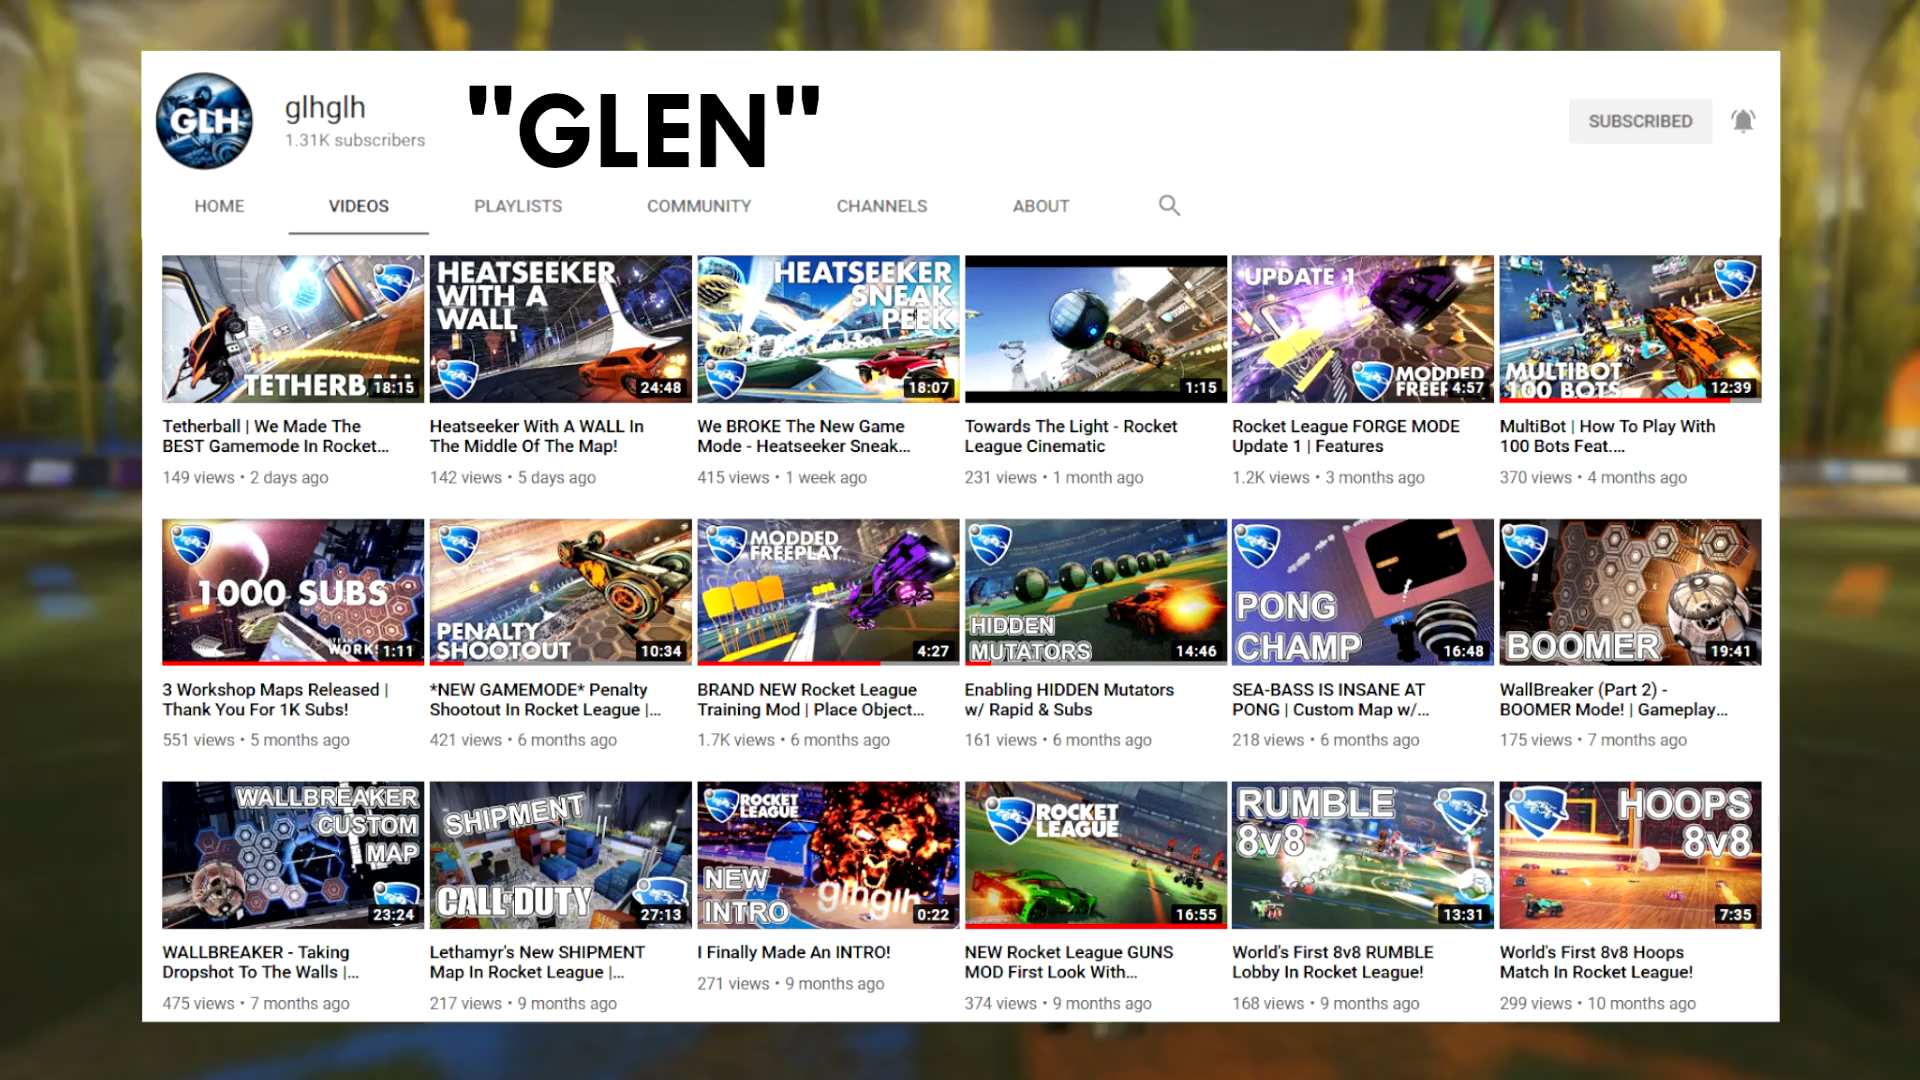 GLH
glhglh
1.31K subscribers
"GLEN"
SUBSCRIBED
HOME
VIDEOS
PLAYLISTS
COMMUNITY
CHANNELS
ABOUT
TETHERB
18:15
HEATSEEKER
WITH A
WALL
24:48
HEATSEEKER
SNEAK
PEEK
18:07
1:15
UPDATE 1
MODDED
4:57
MULTIBOT
100 BOTS
12:39
Tetherball | We Made The
BEST Gamemode In Rocket...
149 views • 2 days ago
Heatseeker With A WALL In
The Middle Of The Map!
142 views • 5 days ago
We BROKE The New Game
Mode - Heatseeker Sneak...
415 views • 1 week ago
Towards The Light - Rocket
League Cinematic
231 views • 1 month ago
Rocket League FORGE MODE
Update 1 | Features
1.2K views • 3 months ago
MultiBot | How To Play With
100 Bots Feat....
370 views • 4 months ago
1000 SUBS
WORK
1:11
PENALTY
SHOOTOUT
10:34
MODDED
FREEPLAY
4:27
HIDDEN
MUTATORS
14:46
PONG
CHAMP
16:48
BOOMER
19:41
3 Workshop Maps Released |
Thank You For 1K Subs!
551 views • 5 months ago
*NEW GAMEMODE* Penalty
Shootout In Rocket League |...
421 views • 6 months ago
BRAND NEW Rocket League
Training Mod | Place Object...
1.7K views • 6 months ago
Enabling HIDDEN Mutators
w/ Rapid & Subs
161 views • 6 months ago
SEA-BASS IS INSANE AT
PONG | Custom Map w/...
218 views • 6 months ago
WallBreaker (Part 2) -
BOOMER Mode! | Gameplay...
175 views • 7 months ago
WALLBREAKER
CUSTOM
MAP
23:24
SHIPMENT
CALL OF DUTY
27:13
ROCKET
LEAGUE
NEW
INTRO
glhglh
0:22
ROCKET
LEAGUE
16:55
RUMBLE
8v8
13:31
HOOPS
8v8
7:35
WALLBREAKER - Taking
Dropshot To The Walls |...
475 views • 7 months ago
Lethamyr's New SHIPMENT
Map In Rocket League |...
217 views • 9 months ago
I Finally Made An INTRO!
271 views • 9 months ago
NEW Rocket League GUNS
MOD First Look With...
374 views • 9 months ago
World's First 8v8 RUMBLE
Lobby In Rocket League!
168 views • 9 months ago
World's First 8v8 Hoops
Match In Rocket League!
299 views • 10 months ago